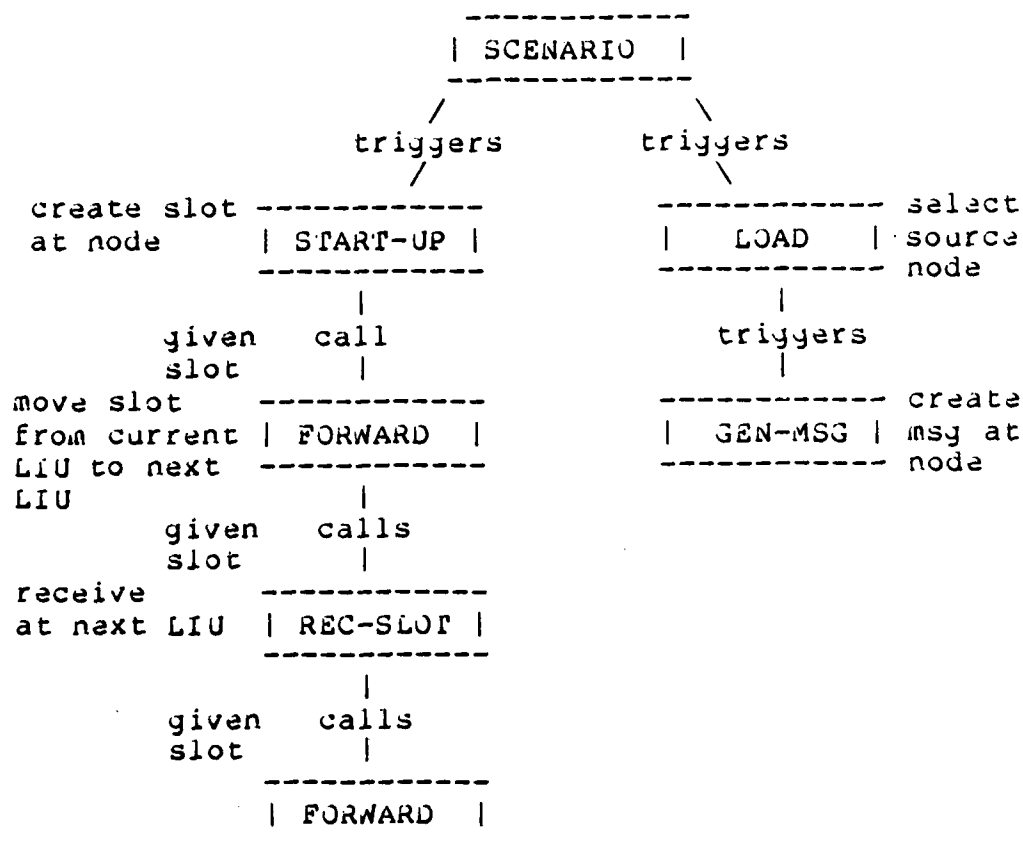 ------------
| SCENARIO |
------------
/ \
triggers triggers
/ \
create slot ------------ ------------ select
at node | START-UP | | LOAD | source
------------ ------------ node
| |
given call triggers
slot | |
move slot ------------ ------------ create
from current | FORWARD | | GEN-MSG | msg at
LIU to next ------------ ------------ node
LIU |
given calls
slot |
receive ------------
at next LIU | REC-SLOT |
------------
|
given calls
slot |
------------
| FORWARD |